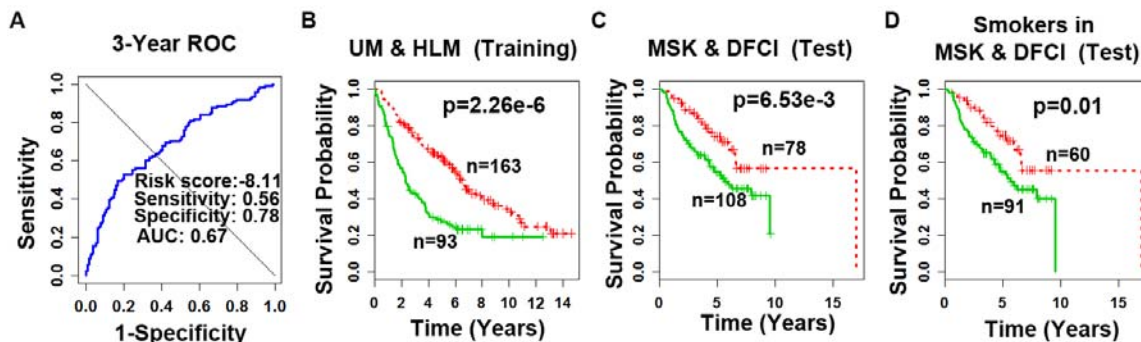 A
3-Year ROC
Sensitivity
0.0 0.2 0.4 0.6 0.8 1.0
Risk score:-8.11
Sensitivity: 0.56
Specificity: 0.78
AUC: 0.67
0.0 0.2 0.4 0.6 0.8 1.0
1-Specificity
B
UM & HLM (Training)
Survival Probability
0.0 0.2 0.4 0.6 0.8 1.0
p=2.26e-6
n=163
n=93
0 2 4 6 8 10 12 14
Time (Years)
C
MSK & DFCI (Test)
Survival Probability
0.0 0.2 0.4 0.6 0.8 1.0
p=6.53e-3
n=78
n=108
0 5 10 15
Time (Years)
D
Smokers in
MSK & DFCI (Test)
Survival Probability
0.0 0.2 0.4 0.6 0.8 1.0
p=0.01
n=60
n=91
0 5 10 15
Time (Years)